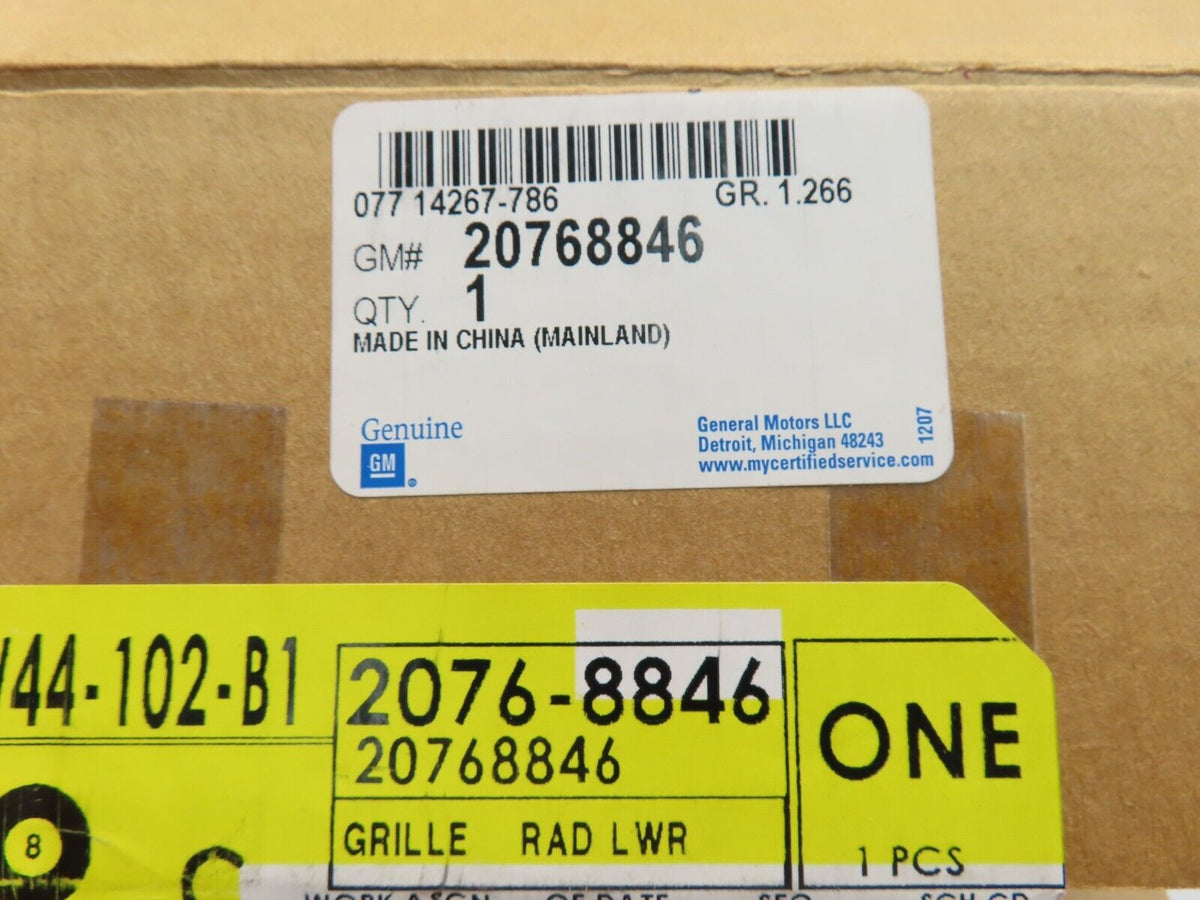 077 14267-786 GR. 1.266
GM# 20768846
QTY. 1
MADE IN CHINA (MAINLAND)
Genuine
GM
General Motors LLC
Detroit, Michigan 48243
www.mycertifiedservice.com
1207
44-102-B1
2076-8846
20768846
ONE
GRILLE RAD LWR
1 PCS
8
C